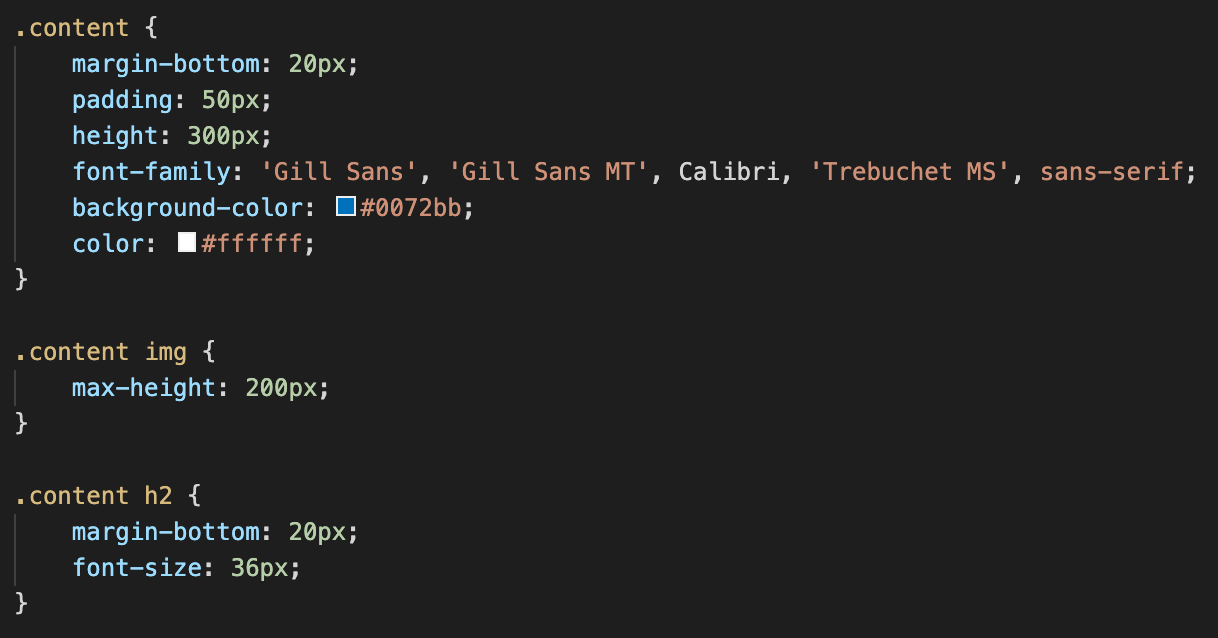 .content {
    margin-bottom: 20px;
    padding: 50px;
    height: 300px;
    font-family: 'Gill Sans', 'Gill Sans MT', Calibri, 'Trebuchet MS', sans-serif;
    background-color: #0072bb;
    color: #ffffff;
}

.content img {
    max-height: 200px;
}

.content h2 {
    margin-bottom: 20px;
    font-size: 36px;
}